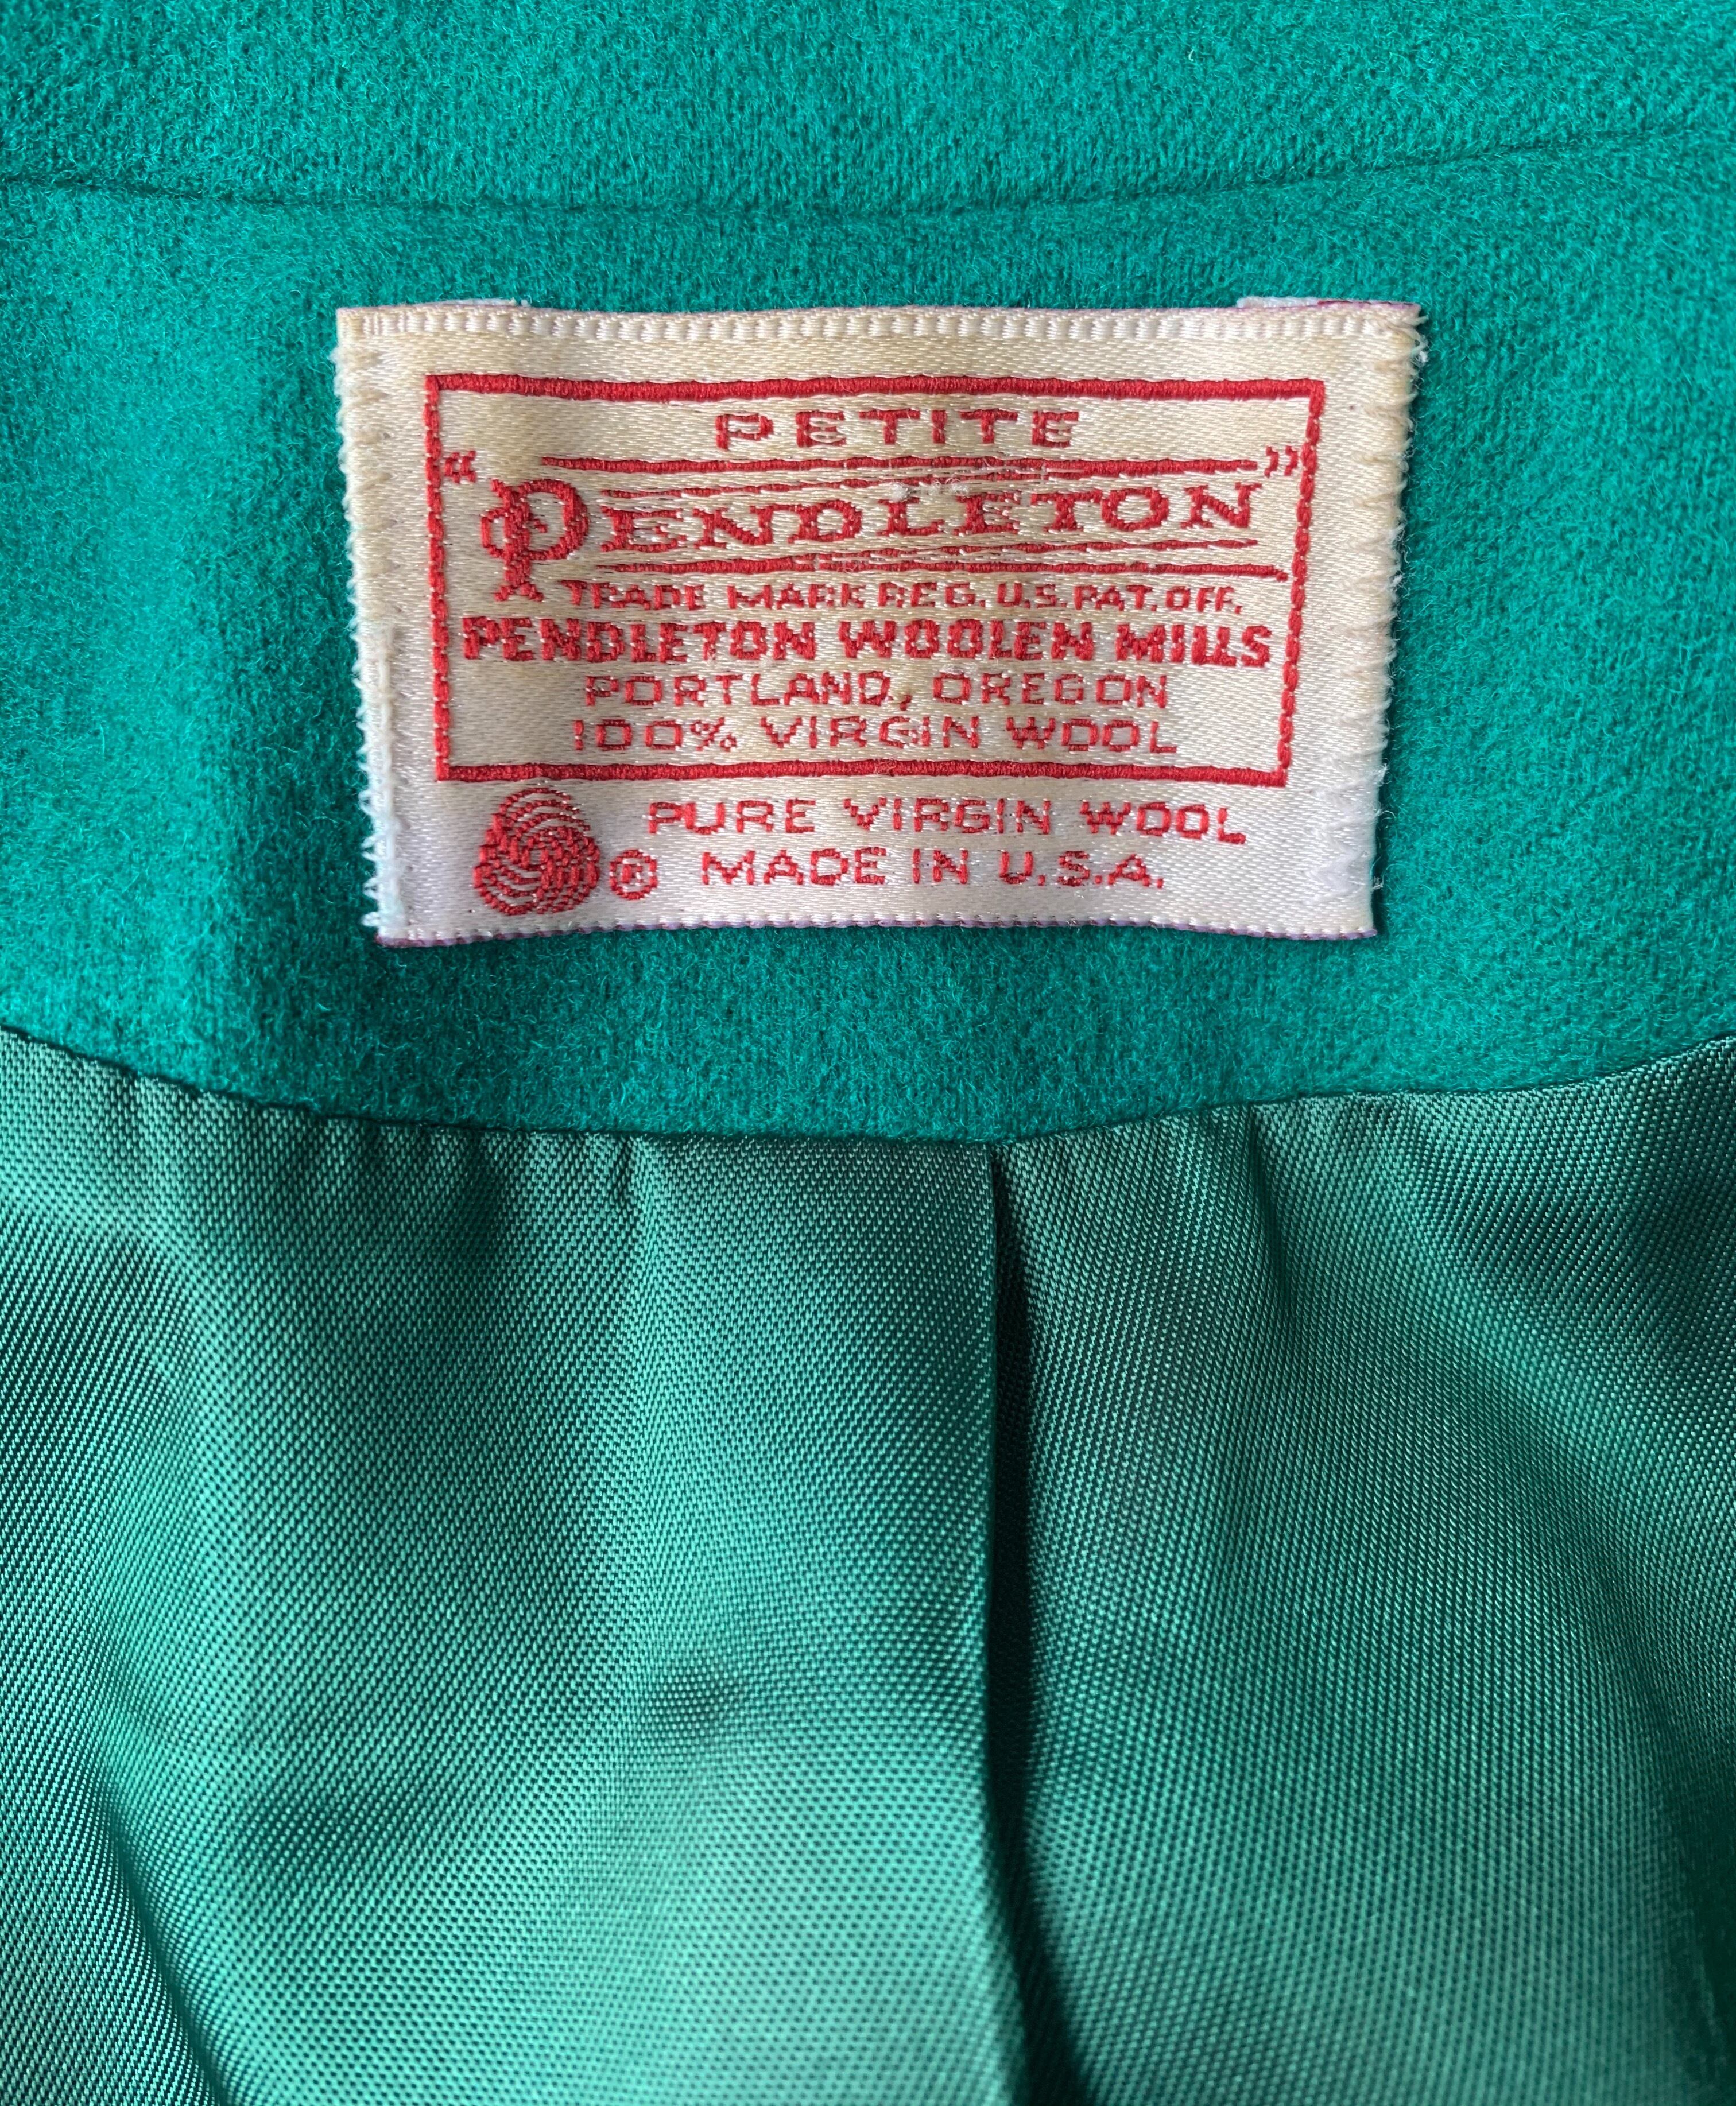 PETITE
"PENDLETON"
TRADE MARK REG. U.S. PAT. OFF.
PENDLETON WOOLEN MILLS
PORTLAND, OREGON
100% VIRGIN WOOL
PURE VIRGIN WOOL
® MADE IN U.S.A.